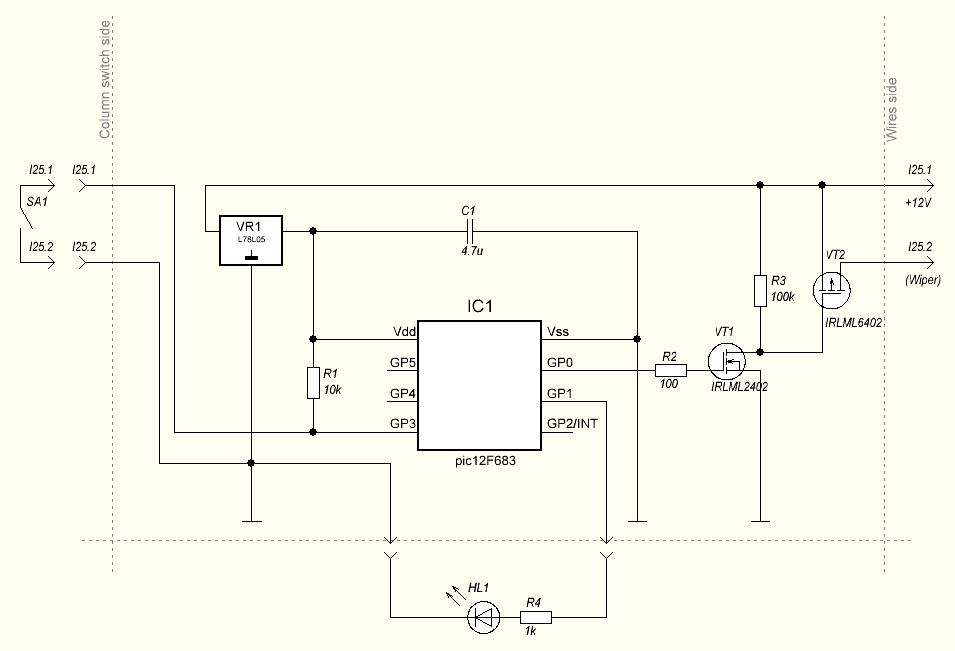 Column switch side
Wires side
I25.1
I25.1
I25.1
SA1
+12V
VR1
L78L05
C1
4.7u
I25.2
I25.2
I25.2
(Wiper)
VT2
R3
100k
IRLML6402
IC1
Vdd
Vss
VT1
GP5
GP0
R2
100
IRLML2402
R1
10k
GP4
GP1
GP3
GP2/INT
pic12F683
HL1
R4
1k